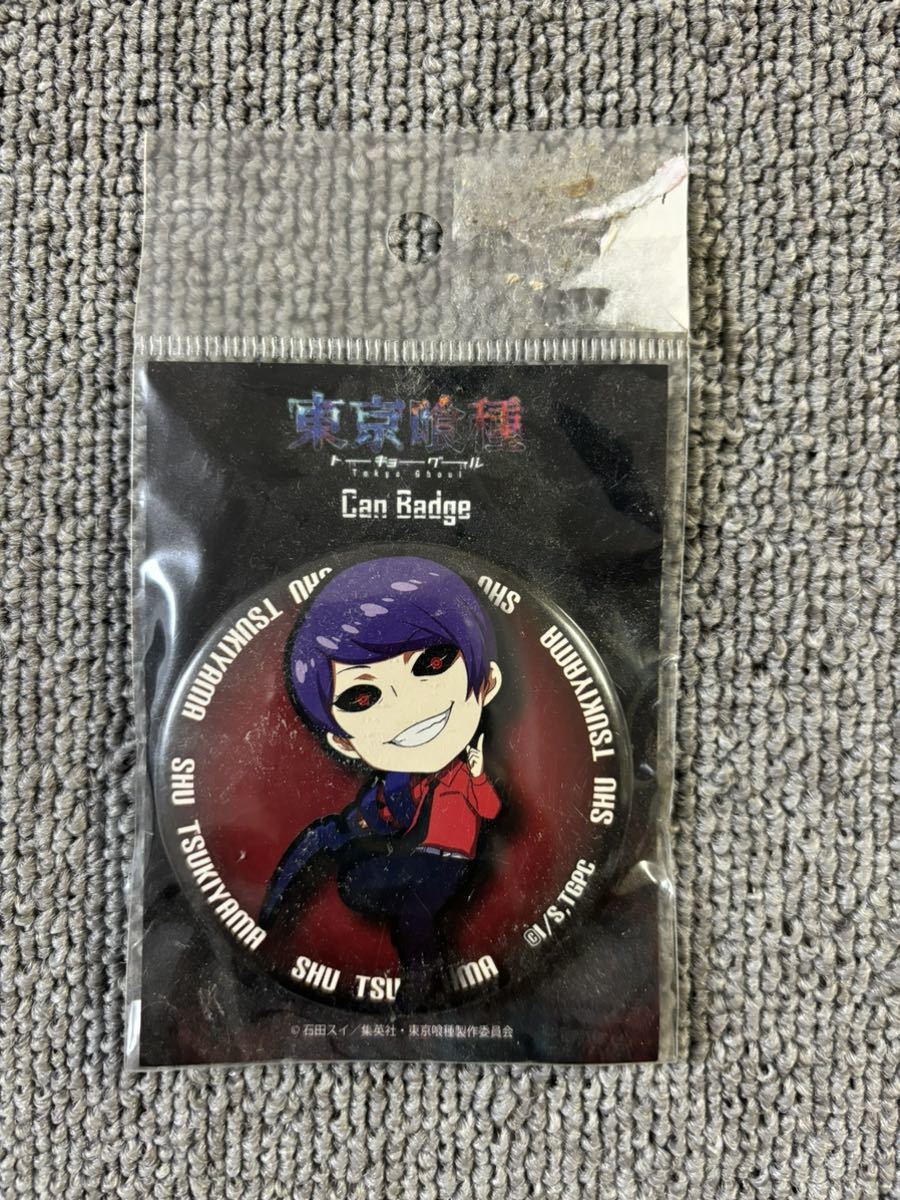 東京喰種
トーキョーグール
Tokyo Ghoul
Can Badge
SHU TSUKIYAMA
SHU TSUKIYAMA
SHU TSU AMA
SHU TSUKIYAMA
SHU
©I/S,TGPC
© 石田スイ/集英社・東京喰種製作委員会